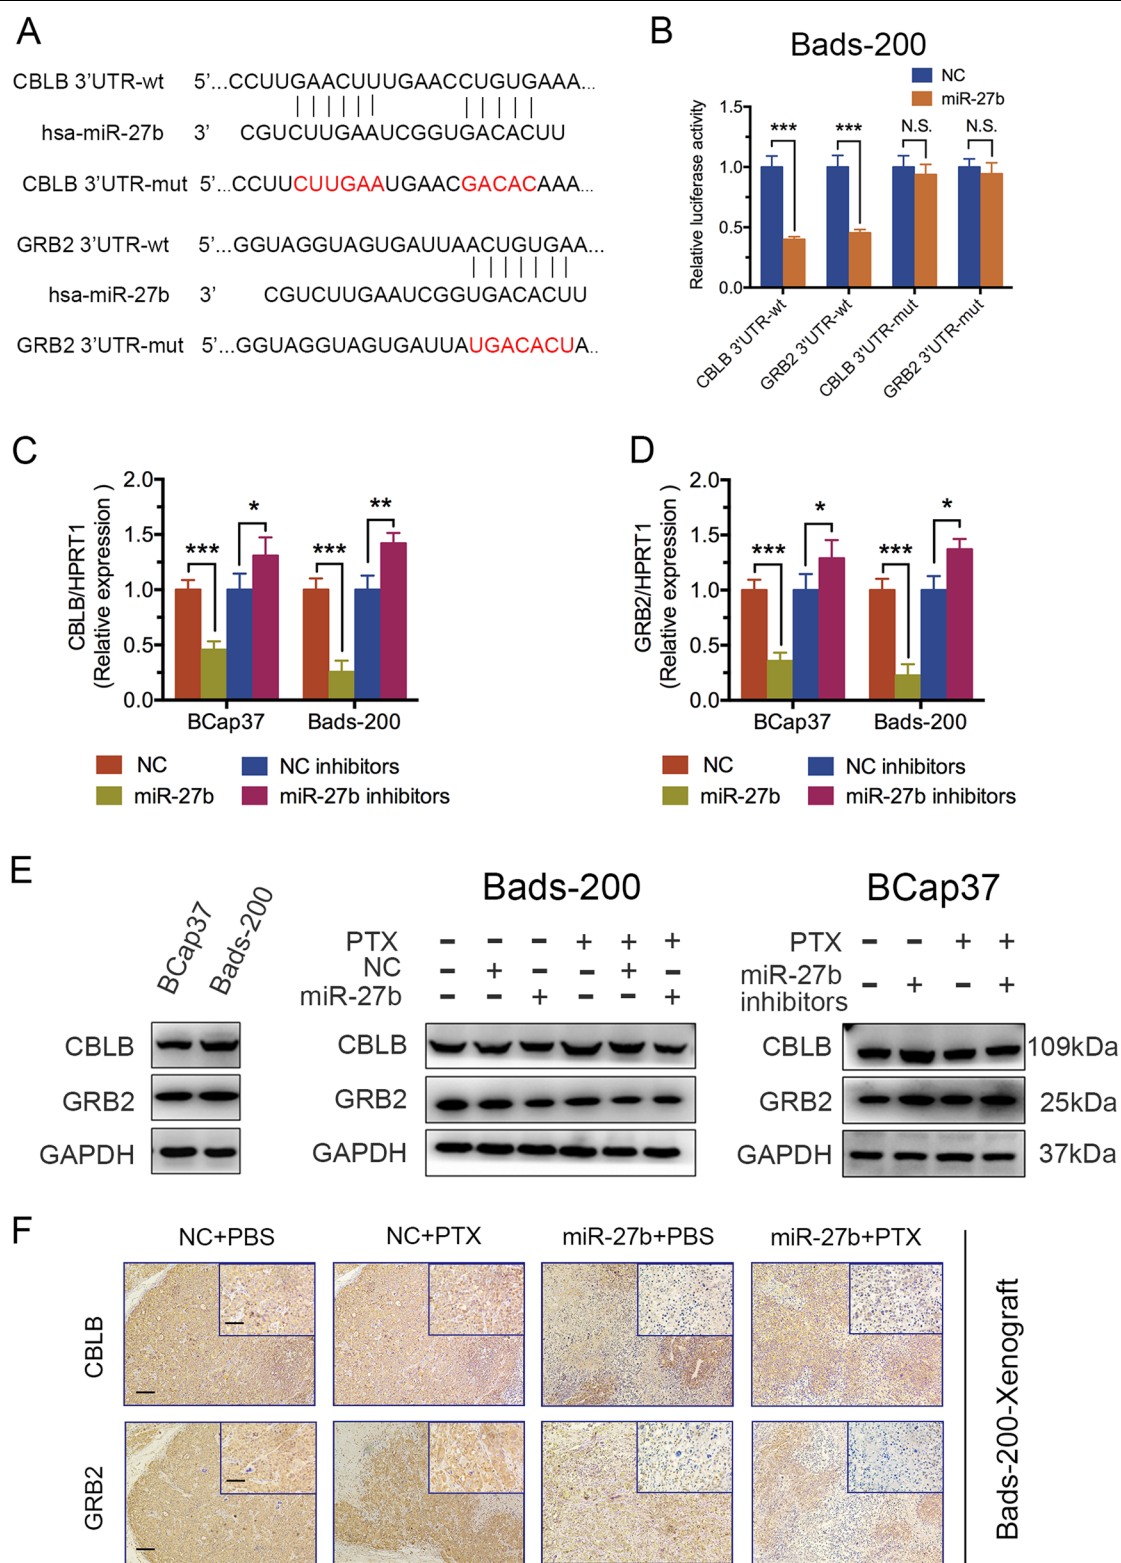 A
CBLB 3'UTR-wt 5'...CCUUGAACUUUGAACCUGUGAAA...
hsa-miR-27b 3' CGUCUUGAAUCGGUGACACUU
CBLB 3'UTR-mut 5'...CCUUCUUGAAUGAACGACACAAA...
GRB2 3'UTR-wt 5'...GGUAGGUAGUGAUUAACUGUGAA...
hsa-miR-27b 3' CGUCUUGAAUCGGUGACACUU
GRB2 3'UTR-mut 5'...GGUAGGUAGUGAUUAUGACACUA..
B
Bads-200
NC
miR-27b
Relative luciferase activity
1.5
1.0
0.5
0.0
*** *** N.S. N.S.
CBLB 3'UTR-wt
GRB2 3'UTR-wt
CBLB 3'UTR-mut
GRB2 3'UTR-mut
C
CBLB/HPRT1
(Relative expression )
2.0
1.5
1.0
0.5
0.0
*** * *** **
BCap37 Bads-200
NC NC inhibitors
miR-27b miR-27b inhibitors
D
GRB2/HPRT1
(Relative expression )
2.0
1.5
1.0
0.5
0.0
*** * *** *
BCap37 Bads-200
NC NC inhibitors
miR-27b miR-27b inhibitors
E
BCap37
Bads-200
CBLB
GRB2
GAPDH
Bads-200
PTX - - - + + +
NC - + - - + -
miR-27b - - + - - +
CBLB
GRB2
GAPDH
BCap37
PTX - - + +
miR-27b
inhibitors - + - +
CBLB 109kDa
GRB2 25kDa
GAPDH 37kDa
F
NC+PBS NC+PTX miR-27b+PBS miR-27b+PTX
CBLB
GRB2
Bads-200-Xenograft